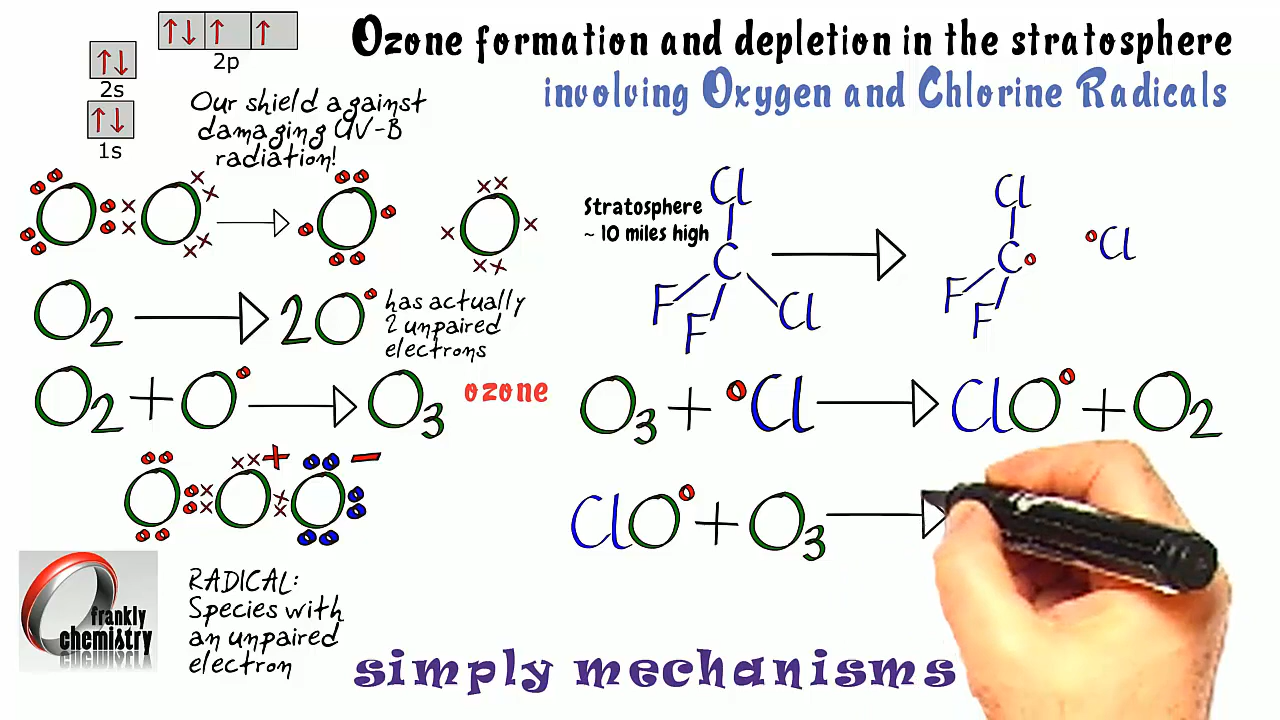 Ozone formation and depletion in the stratosphere
involving Oxygen and Chlorine Radicals
↑↓ ↑ ↑
2p
↑↓
2s
↑↓
1s
Our shield against
damaging UV-B
radiation!
O O → O O
O2 → 2O•
has actually
2 unpaired
electrons
O2 + O• → O3 ozone
O O + O −
frankly
chemistry
RADICAL:
Species with
an unpaired
electron
Stratosphere
~ 10 miles high
Cl
C
F
F
Cl
→
Cl
C•
F
F
•Cl
O3 + •Cl → ClO• + O2
ClO• + O3 →
simply mechanisms